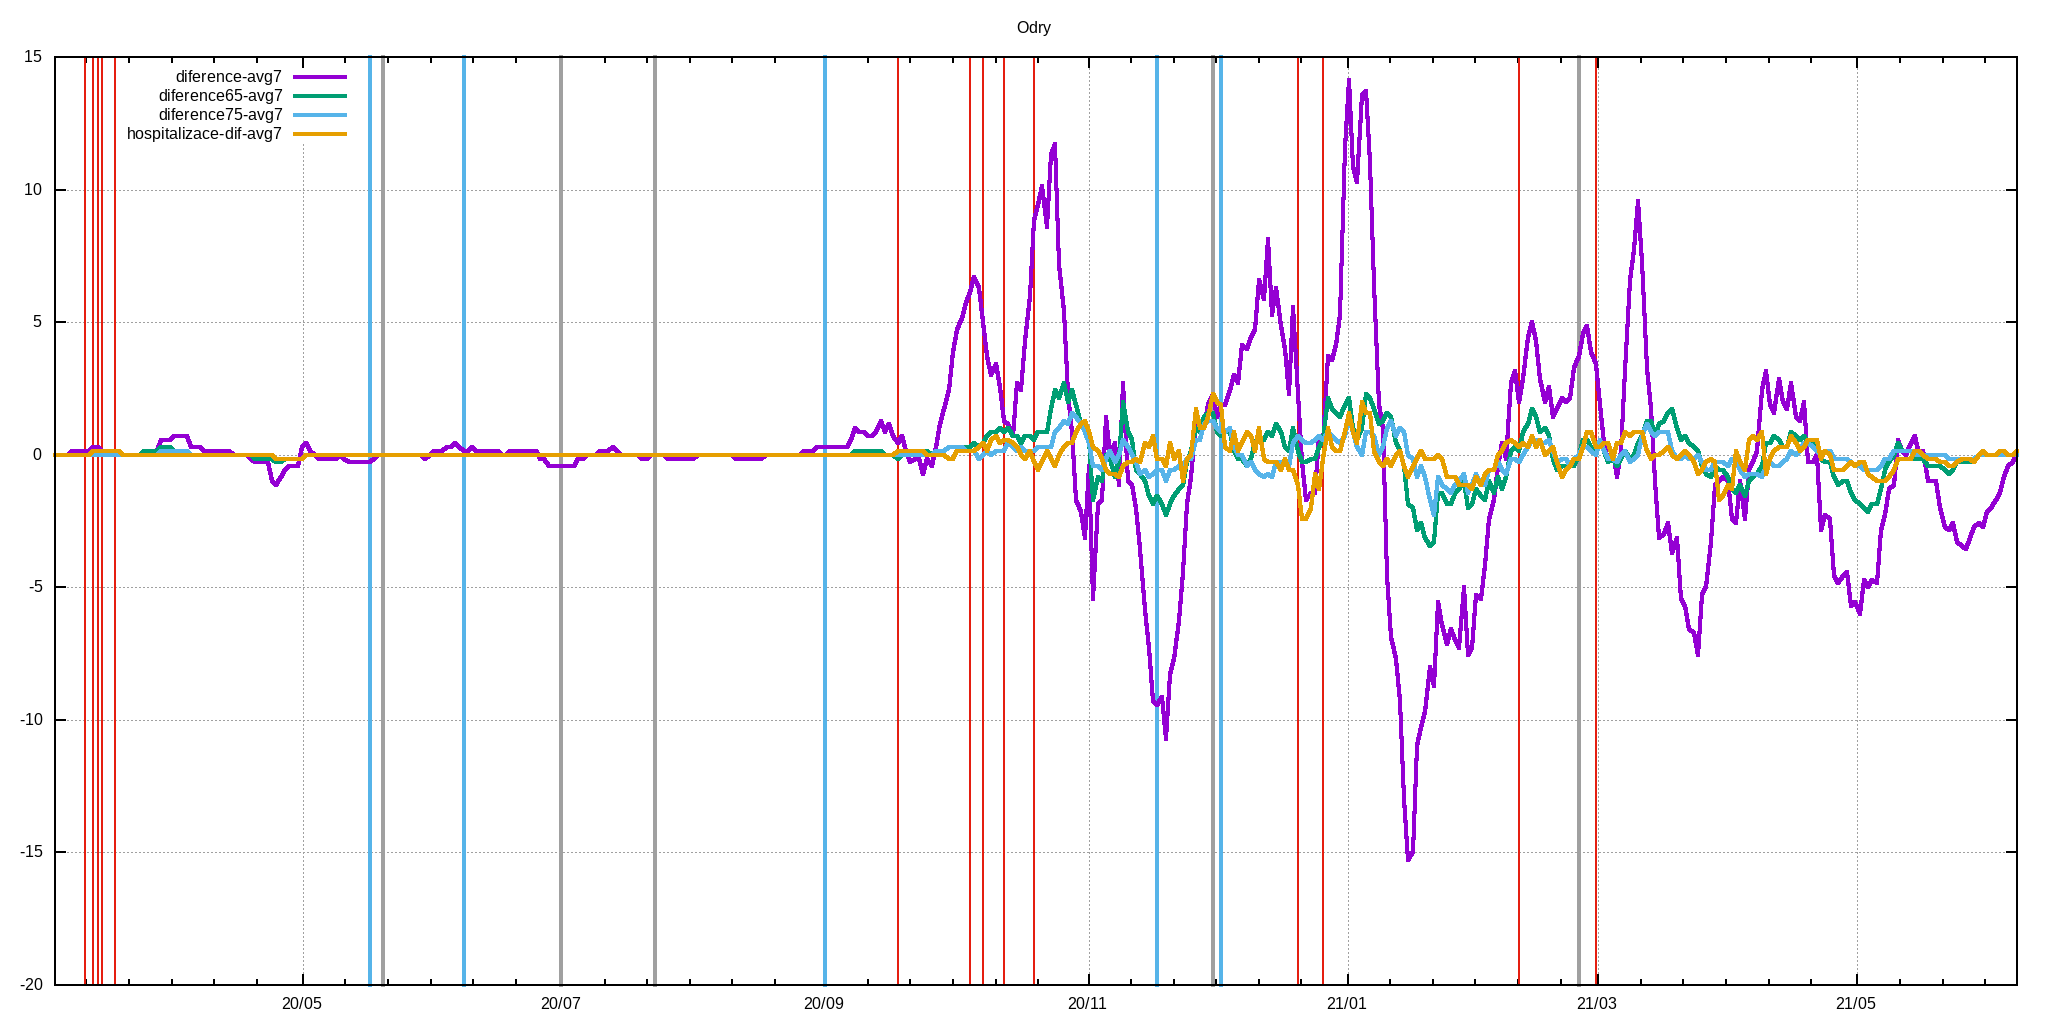 Odry
15
diference-avg7
diference65-avg7
diference75-avg7
hospitalizace-dif-avg7
10
5
0
-5
-10
-15
-20
20/05 20/07 20/09 20/11 21/01 21/03 21/05